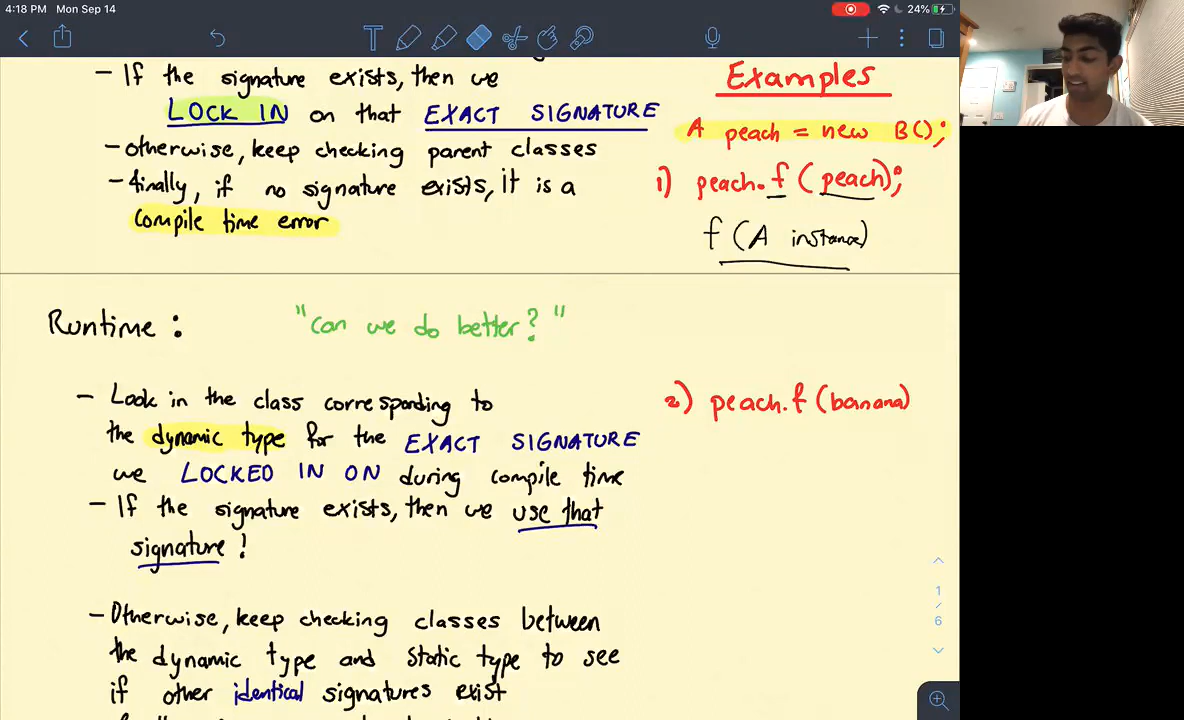 4:18 PM Mon Sep 14
24%
- If the signature exists, then we
LOCK IN on that EXACT SIGNATURE
- otherwise, keep checking parent classes
- finally, if no signature exists, it is a
compile time error
Examples
A peach = new B();
1) peach.f(peach);
f(A instance)
Runtime:
"can we do better?"
- Look in the class corresponding to
the dynamic type for the EXACT SIGNATURE
we LOCKED IN ON during compile time
- If the signature exists, then we use that
signature!
2) peach.f(banana)
- Otherwise, keep checking classes between
the dynamic type and static type to see
if other identical signatures exist
1
/
6